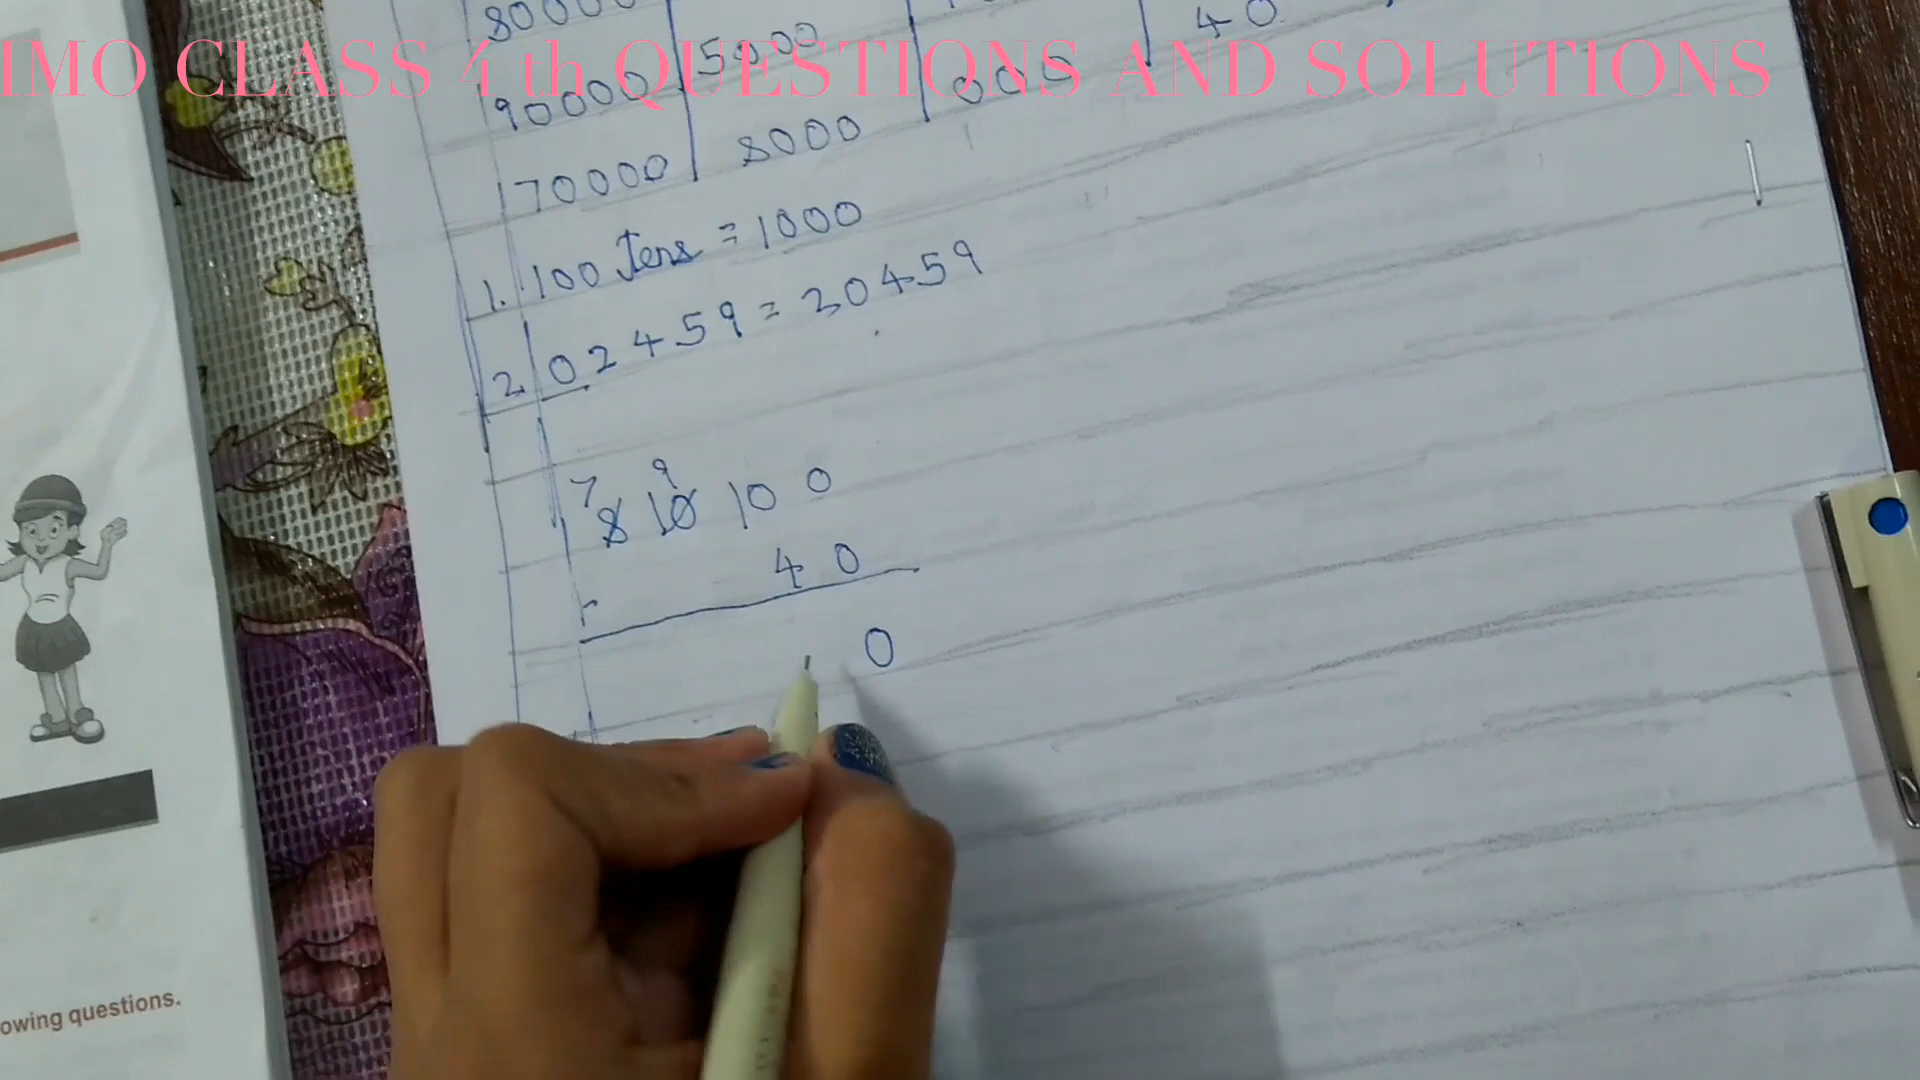 80000
40
IMO CLASS 4 th QUESTIONS AND SOLUTIONS
90000 5000
70000 8000
1. 100 Tens = 1000
2. 02459 = 20459
7 9
8 10 10 0
40
-
0
owing questions.